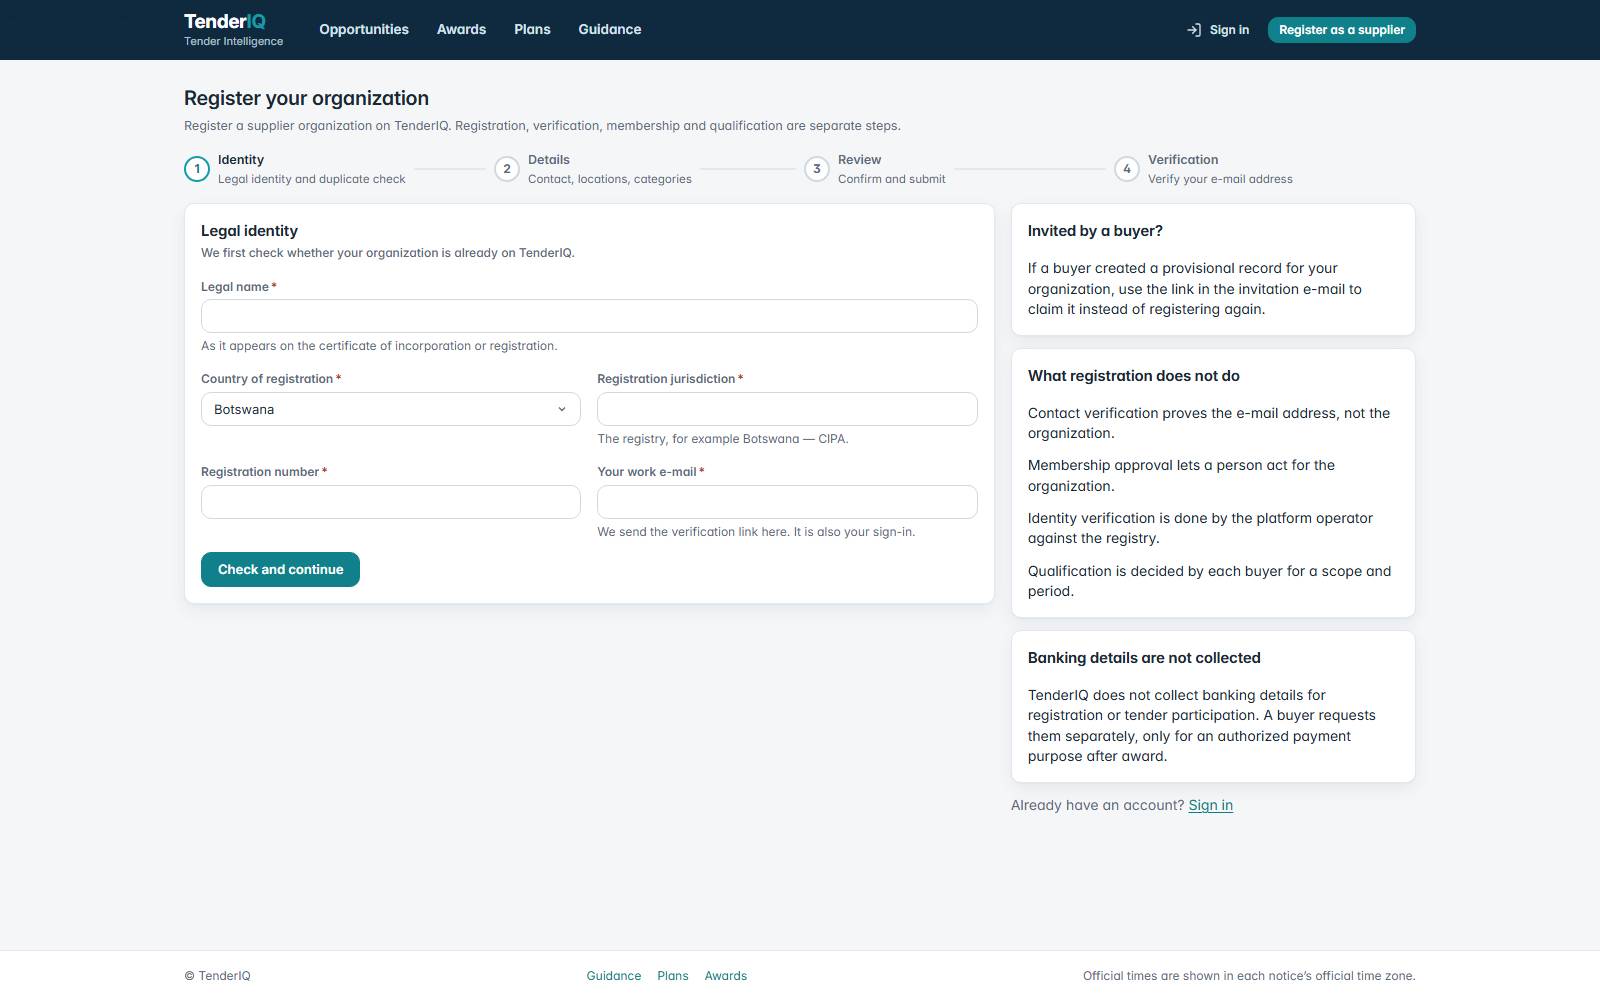 TenderIQ
Tender Intelligence
Opportunities
Awards
Plans
Guidance
Sign in
Register as a supplier
Register your organization
Register a supplier organization on TenderIQ. Registration, verification, membership and qualification are separate steps.
1
Identity
Legal identity and duplicate check
2
Details
Contact, locations, categories
3
Review
Confirm and submit
4
Verification
Verify your e-mail address
Legal identity
We first check whether your organization is already on TenderIQ.
Legal name *
As it appears on the certificate of incorporation or registration.
Country of registration *
Botswana
Registration jurisdiction *
The registry, for example Botswana — CIPA.
Registration number *
Your work e-mail *
We send the verification link here. It is also your sign-in.
Check and continue
Invited by a buyer?
If a buyer created a provisional record for your
organization, use the link in the invitation e-mail to
claim it instead of registering again.
What registration does not do
Contact verification proves the e-mail address, not the
organization.
Membership approval lets a person act for the
organization.
Identity verification is done by the platform operator
against the registry.
Qualification is decided by each buyer for a scope and
period.
Banking details are not collected
TenderIQ does not collect banking details for
registration or tender participation. A buyer requests
them separately, only for an authorized payment
purpose after award.
Already have an account? Sign in
© TenderIQ
Guidance
Plans
Awards
Official times are shown in each notice’s official time zone.